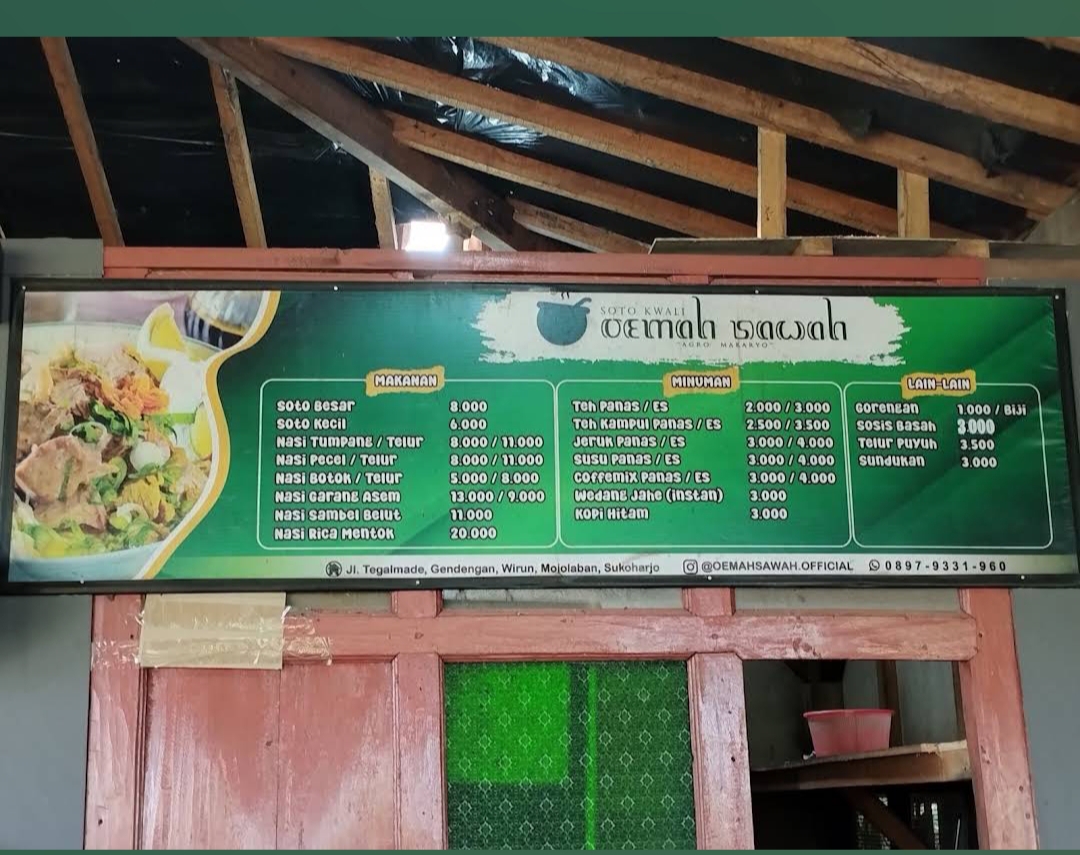 SOTO KWALI
OEMAH SAWAH
"AGRO MAKARYO"
MAKANAN
Soto Besar 8.000
Soto Kecil 6.000
Nasi Tumpang / Telur 8.000 / 11.000
Nasi Pecel / Telur 8.000 / 11.000
Nasi Botok / Telur 5.000 / 8.000
Nasi Garang Asem 13.000 / 9.000
Nasi Sambel Belut 11.000
Nasi Rica Mentok 20.000
MINUMAN
Teh Panas / ES 2.000 / 3.000
Teh Kampul Panas / ES 2.500 / 3.500
Jeruk Panas / ES 3.000 / 4.000
Susu Panas / ES 3.000 / 4.000
Coffemix Panas / ES 3.000 / 4.000
Wedang Jahe (instan) 3.000
Kopi Hitam 3.000
LAIN-LAIN
Gorengan 1.000 / Biji
Sosis Basah 3.000
Telur Puyuh 3.500
Sundukan 3.000
Jl. Tegalmade, Gendengan, Wirun, Mojolaban, Sukoharjo @OEMAHSAWAH.OFFICIAL 0897-9331-960